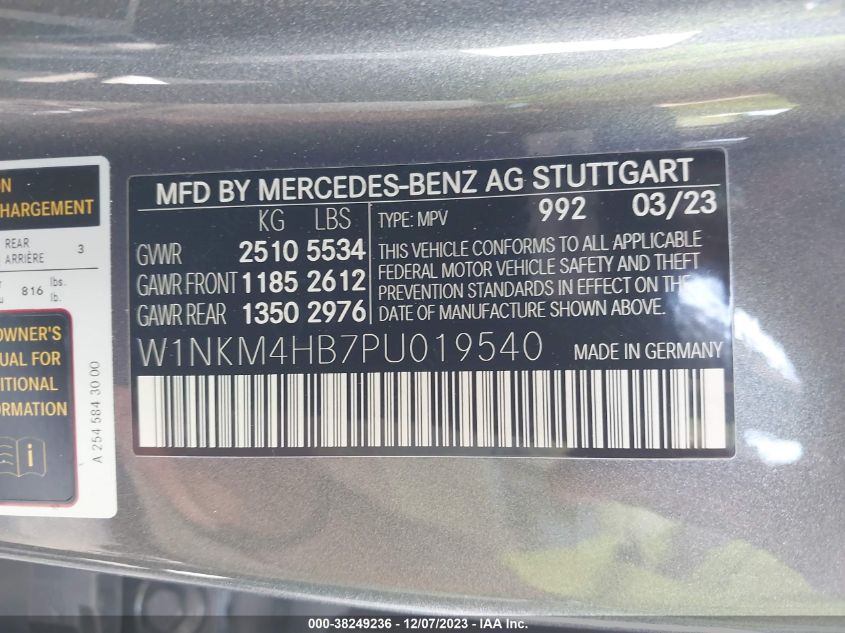 ON
HARGEMENT
REAR 3
ARRIÈRE
816 lbs.
lb.
OWNER'S
UAL FOR
ITIONAL
RMATION
i
A 254 584 30 00
MFD BY MERCEDES-BENZ AG STUTTGART
KG LBS
GVWR 2510 5534
GAWR FRONT 1185 2612
GAWR REAR 1350 2976
TYPE: MPV 992 03/23
THIS VEHICLE CONFORMS TO ALL APPLICABLE
FEDERAL MOTOR VEHICLE SAFETY AND THEFT
PREVENTION STANDARDS IN EFFECT ON THE
DATE OF MANUFACTURE SHOWN ABOVE.
W1NKM4HB7PU019540 MADE IN GERMANY
000-38249236 - 12/07/2023 - IAA Inc.